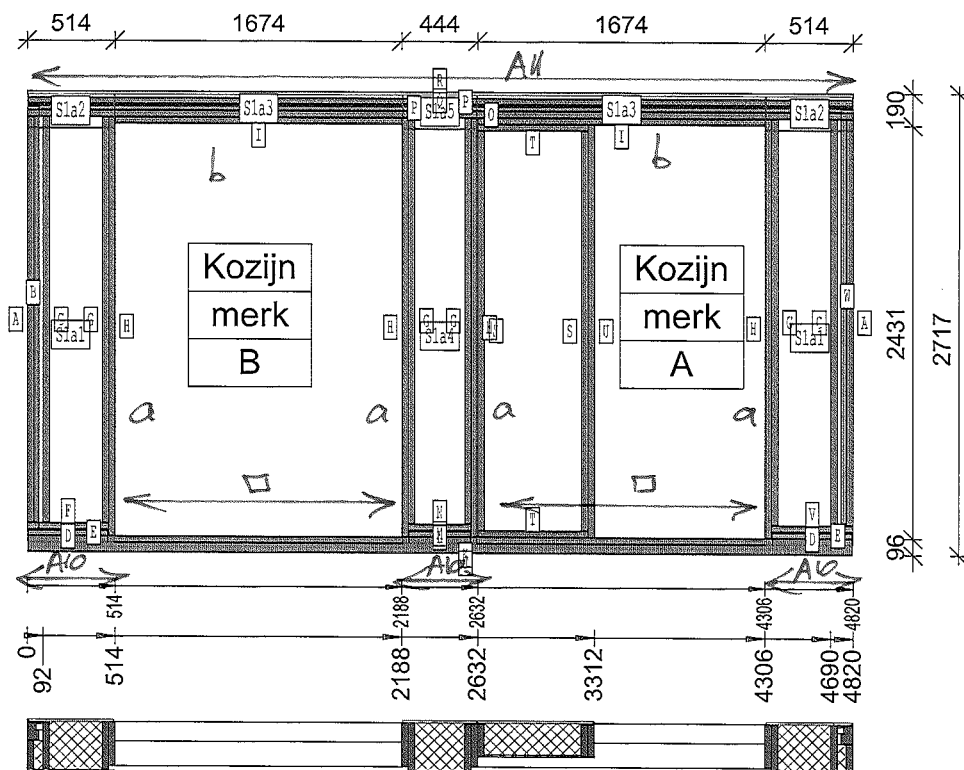 514 1674 444 1674 514
A11
R
S1a2 S1a3 P P O S1a3 S1a2
I T I
b b
190
Kozijn
merk
B
Kozijn
merk
A
B W
A G G H H G G S U H G G A
S1a1 S1a4 S1a1
2431
2717
a a a a
F N V
D E T D E
96
A10 A10 A10
514 2188 2632 4306 4820
0 92 514 2188 2632 3312 4306 4690 4820